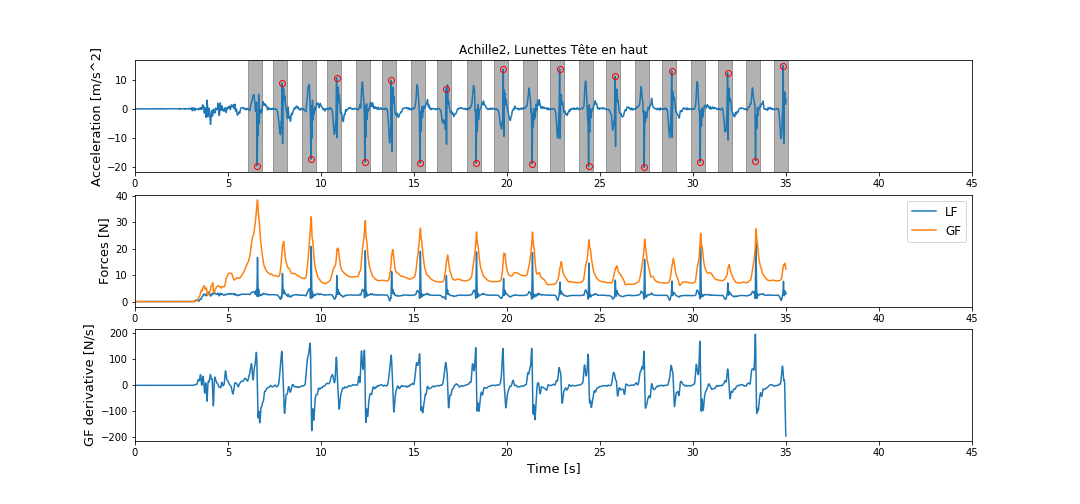 Achille2, Lunettes Tête en haut
Acceleration [m/s^2]
10
0
−10
−20
0 5 10 15 20 25 30 35 40 45
Forces [N]
40
30
20
10
0
LF
GF
0 5 10 15 20 25 30 35 40 45
GF derivative [N/s]
200
100
0
−100
−200
0 5 10 15 20 25 30 35 40 45
Time [s]